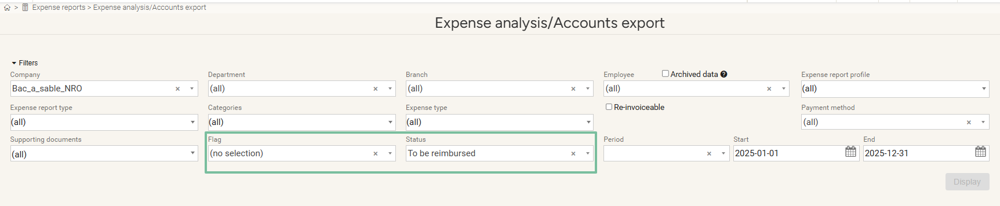 > Expense reports > Expense analysis/Accounts export
Expense analysis/Accounts export
Filters
Company Department Branch Employee Archived data ? Expense report profile
Bac_a_sable_NRO × (all) × (all) × (all) × (all)
Expense report type Categories Expense type Re-invoiceable Payment method
(all) (all) (all) (all) ×
Supporting documents Flag Status Period Start End
(all) (no selection) × To be reimbursed × × 2025-01-01 2025-12-31
Display